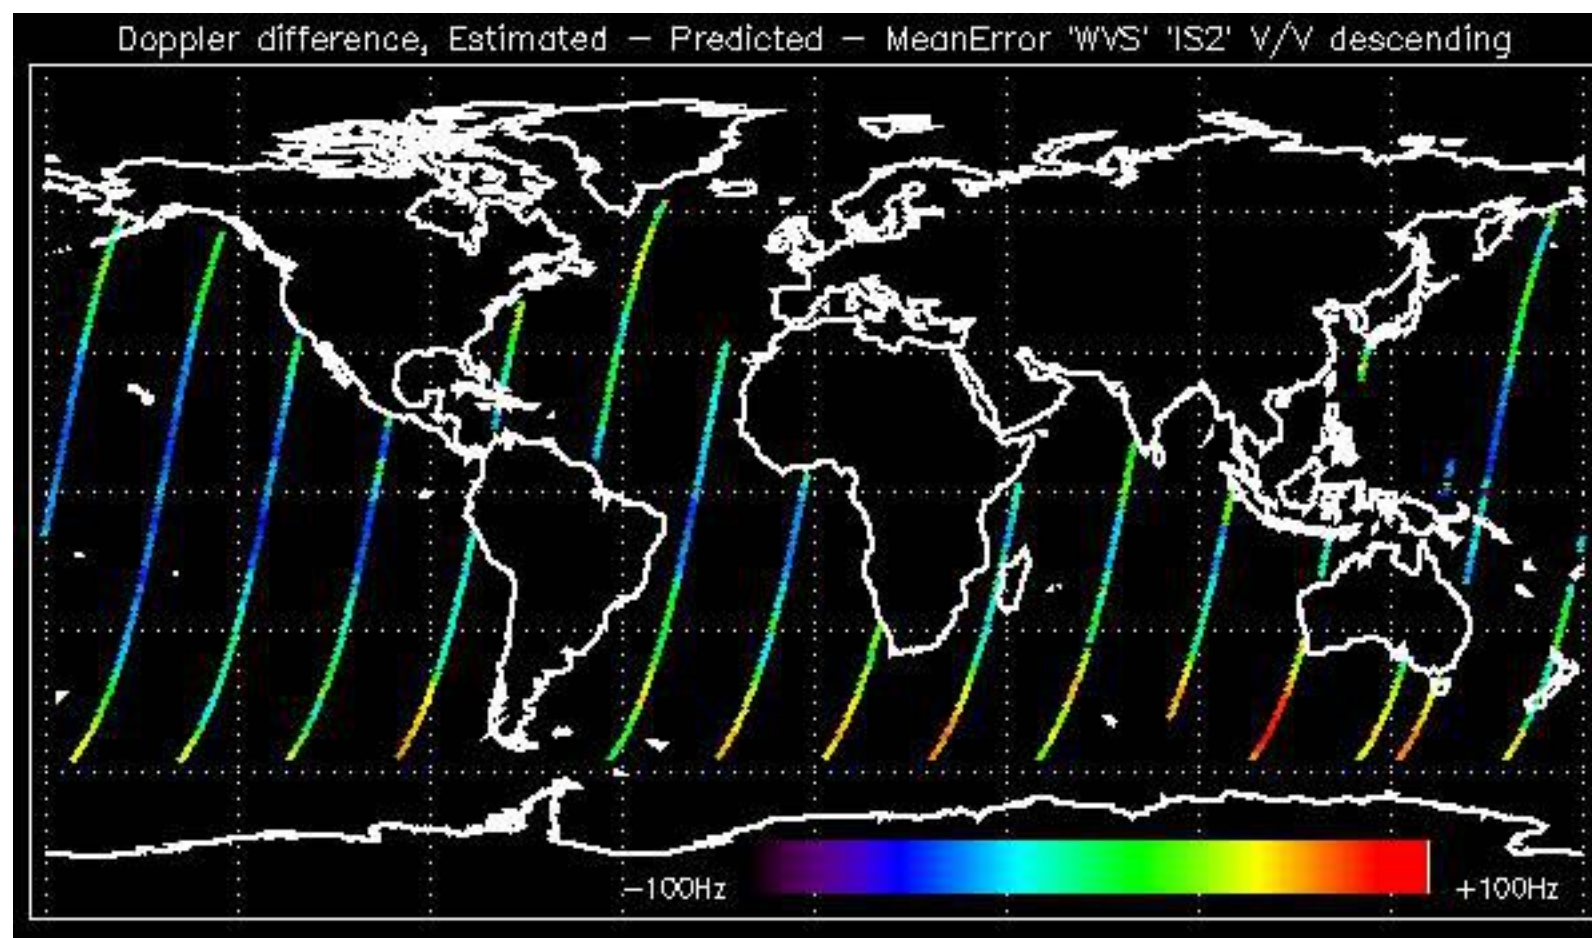 Doppler difference, Estimated - Predicted - MeanError 'WVS' 'IS2' V/V descending
-100Hz +100Hz